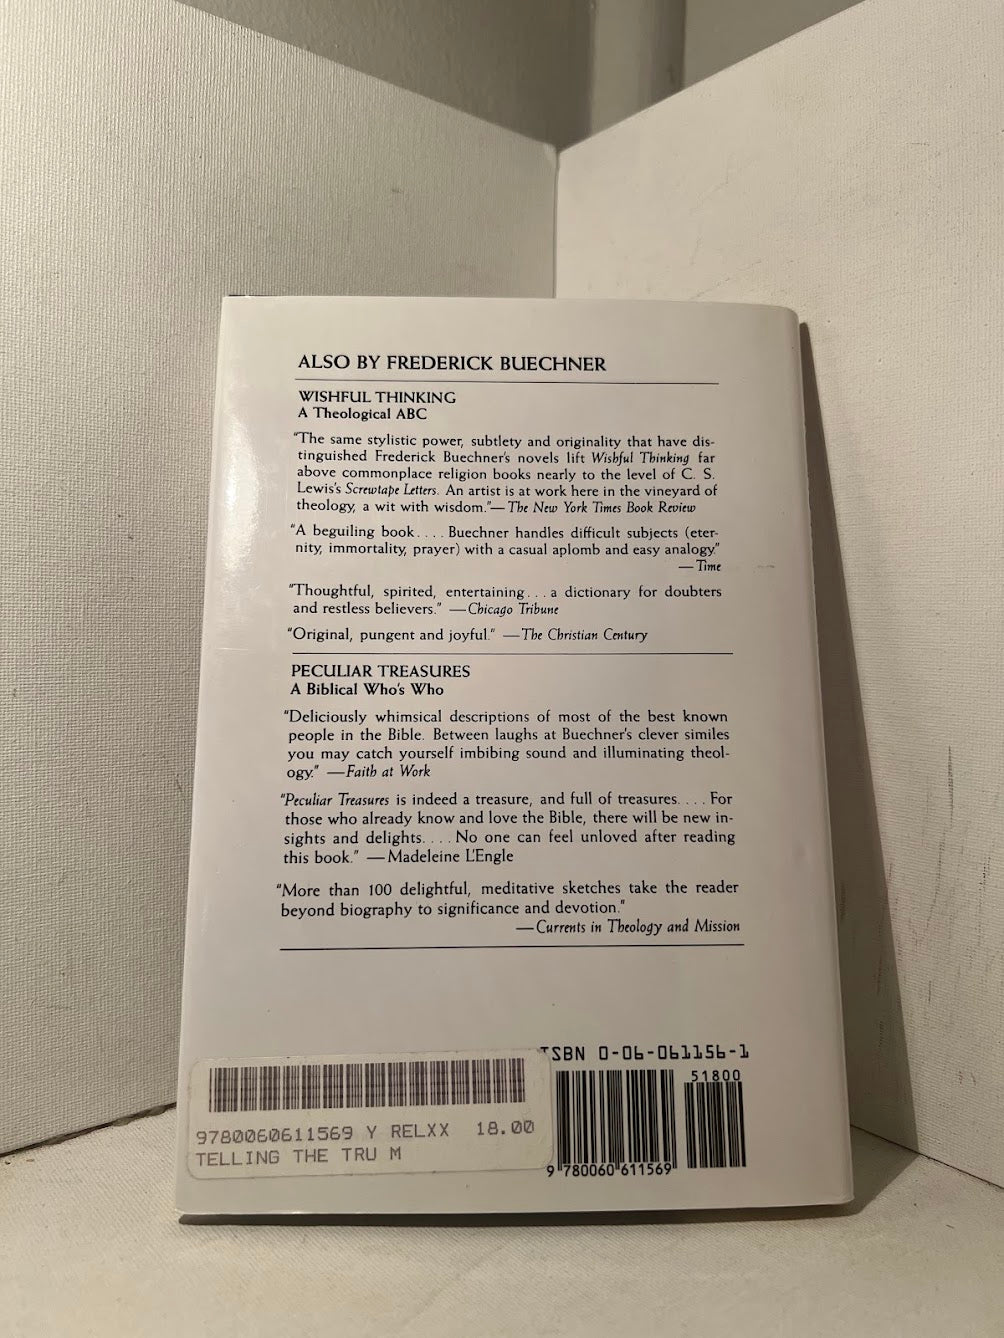 ALSO BY FREDERICK BUECHNER
WISHFUL THINKING
A Theological ABC
"The same stylistic power, subtlety and originality that have dis-
tinguished Frederick Buechner's novels lift Wishful Thinking far
above commonplace religion books nearly to the level of C. S.
Lewis's Screwtape Letters. An artist is at work here in the vineyard of
theology, a wit with wisdom."—The New York Times Book Review
"A beguiling book. . . . Buechner handles difficult subjects (eter-
nity, immortality, prayer) with a casual aplomb and easy analogy."
—Time
"Thoughtful, spirited, entertaining . . . a dictionary for doubters
and restless believers." —Chicago Tribune
"Original, pungent and joyful." —The Christian Century
PECULIAR TREASURES
A Biblical Who's Who
"Deliciously whimsical descriptions of most of the best known
people in the Bible. Between laughs at Buechner's clever similes
you may catch yourself imbibing sound and illuminating theol-
ogy." —Faith at Work
"Peculiar Treasures is indeed a treasure, and full of treasures. . . . For
those who already know and love the Bible, there will be new in-
sights and delights. . . . No one can feel unloved after reading
this book." —Madeleine L'Engle
"More than 100 delightful, meditative sketches take the reader
beyond biography to significance and devotion."
—Currents in Theology and Mission
ISBN 0-06-061156-1
51800
9780060611569 Y RELXX 18.00
TELLING THE TRU M
9 780060 611569